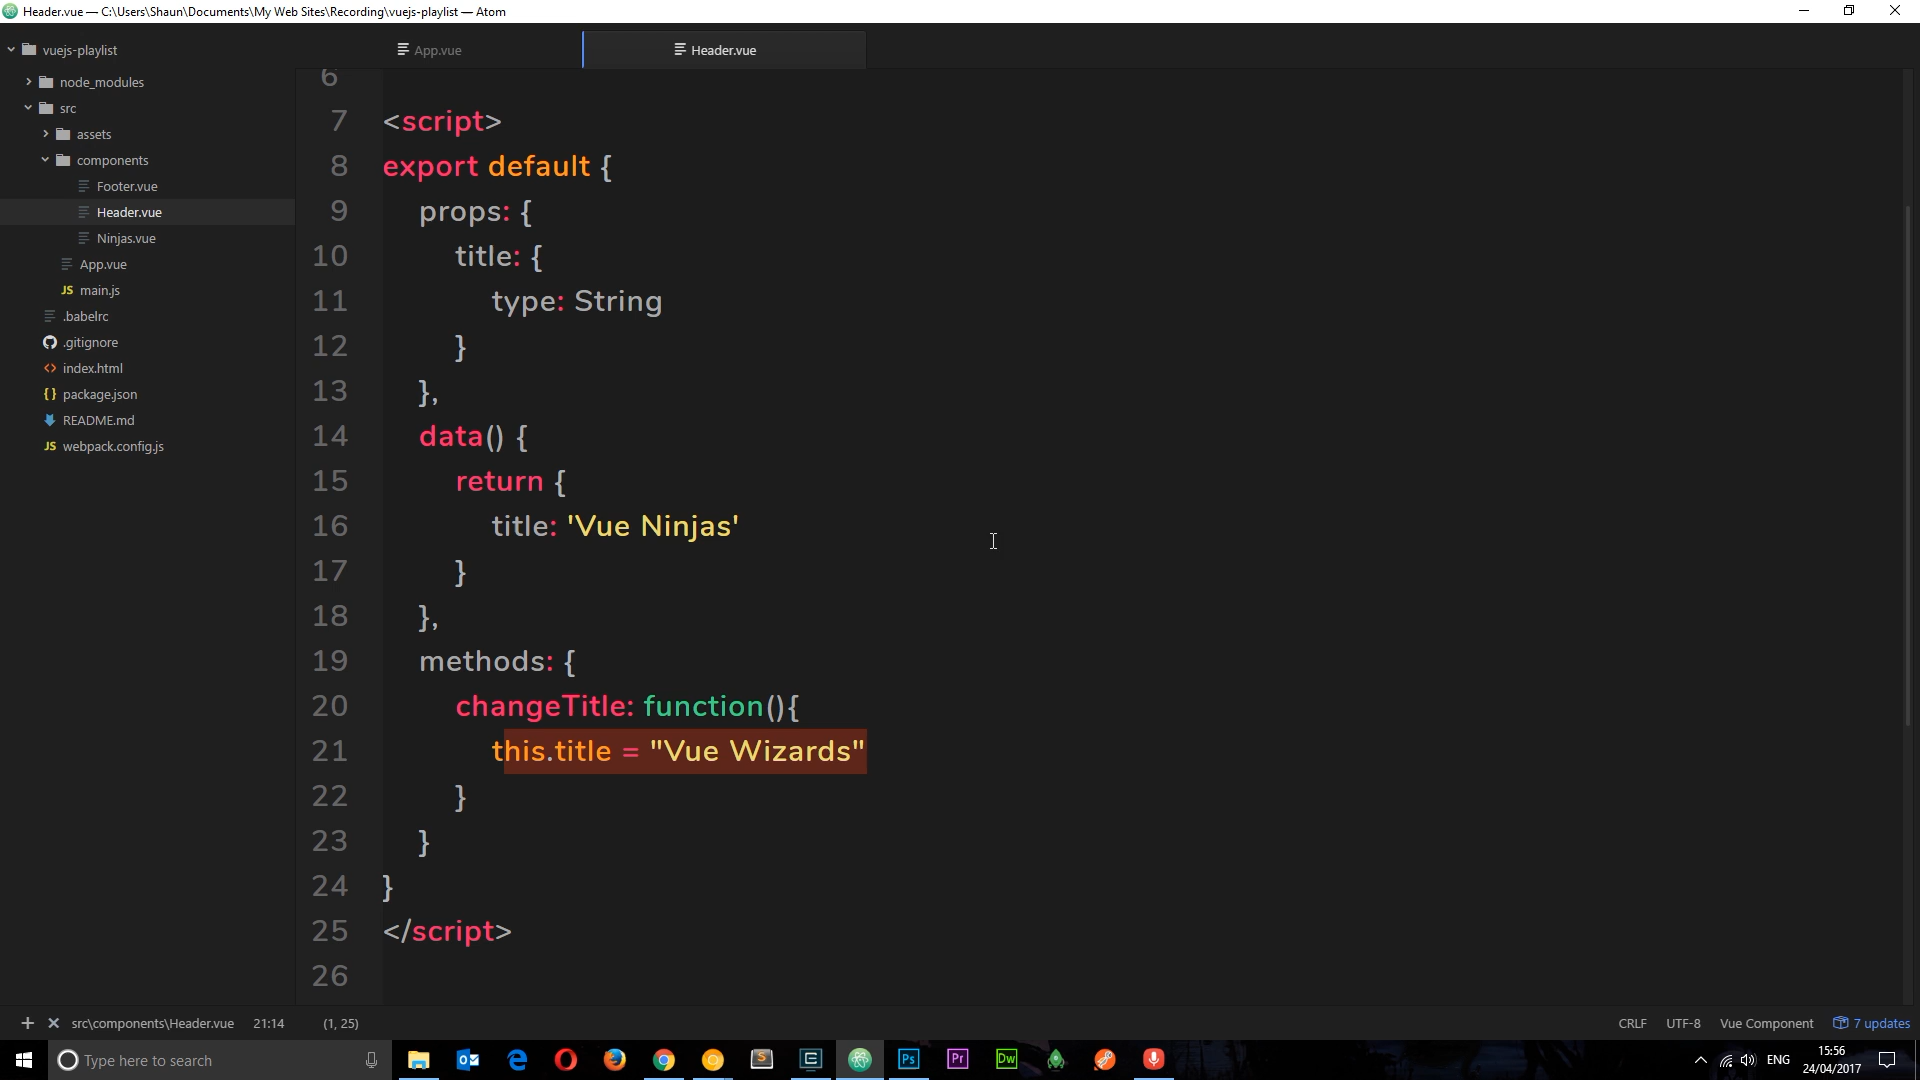 Header.vue — C:\Users\Shaun\Documents\My Web Sites\Recording\vuejs-playlist — Atom
vuejs-playlist
node_modules
src
assets
components
Footer.vue
Header.vue
Ninjas.vue
App.vue
JS main.js
.babelrc
.gitignore
<> index.html
{} package.json
README.md
JS webpack.config.js
App.vue
Header.vue
6
7 <script>
8 export default {
9 props: {
10 title: {
11 type: String
12 }
13 },
14 data() {
15 return {
16 title: 'Vue Ninjas'
17 }
18 },
19 methods: {
20 changeTitle: function(){
21 this.title = "Vue Wizards"
22 }
23 }
24 }
25 </script>
26
src\components\Header.vue 21:14 (1, 25)
CRLF UTF-8 Vue Component 7 updates
Type here to search
Ps Pr Dw
ENG
15:56
24/04/2017